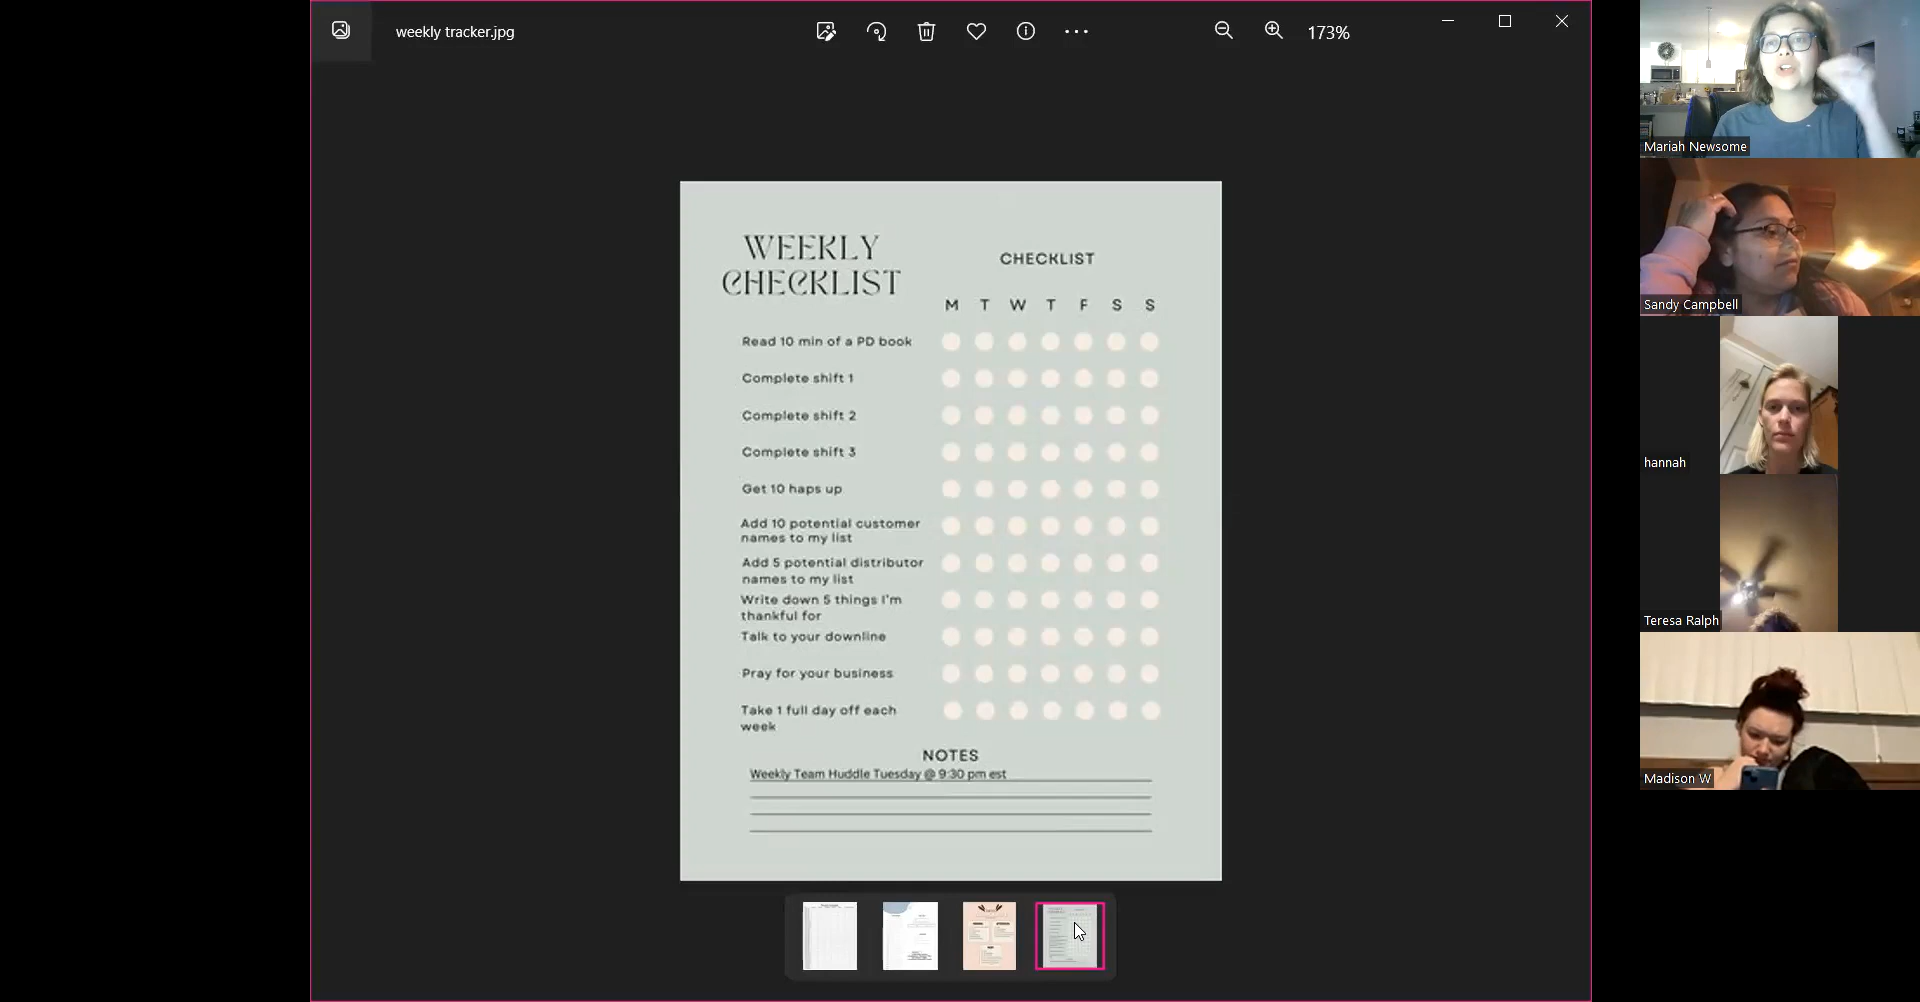 weekly tracker.jpg
173%
WEEKLY
CHECKLIST
CHECKLIST
M T W T F S S
Read 10 min of a PD book
Complete shift 1
Complete shift 2
Complete shift 3
Get 10 haps up
Add 10 potential customer
names to my list
Add 5 potential distributor
names to my list
Write down 5 things I'm
thankful for
Talk to your downline
Pray for your business
Take 1 full day off each
week
NOTES
Weekly Team Huddle Tuesday @ 9:30 pm est
Mariah Newsome
Sandy Campbell
hannah
Teresa Ralph
Madison W